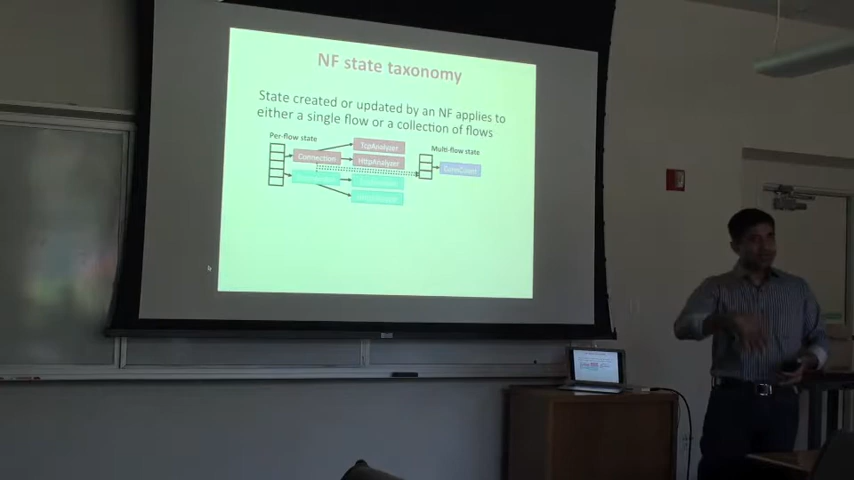 NF state taxonomy
State created or updated by an NF applies to
either a single flow or a collection of flows
Per-flow state
Multi-flow state
Connection
TcpAnalyzer
HttpAnalyzer